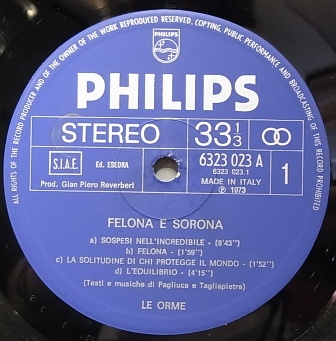 ALL RIGHTS OF THE RECORD PRODUCER AND OF THE OWNER OF THE WORK REPRODUCED RESERVED. COPYING, PUBLIC PERFORMANCE AND BROADCASTING OF THIS RECORD PROHIBITED
PHILIPS
PHILIPS
STEREO 33 1/3
S.I.A.E. Ed. ESEDRA 6323 023 A 1
6323 023.1
MADE IN ITALY
Prod. Gian Piero Reverberi ℗ 1973
FELONA E SORONA
a) SOSPESI NELL'INCREDIBILE - (8'43'')
b) FELONA - (1'59'')
c) LA SOLITUDINE DI CHI PROTEGGE IL MONDO - (1'52'')
d) L'EQUILIBRIO - (4'15'')
(Testi e musiche di Pagliuca e Tagliapietra)
LE ORME